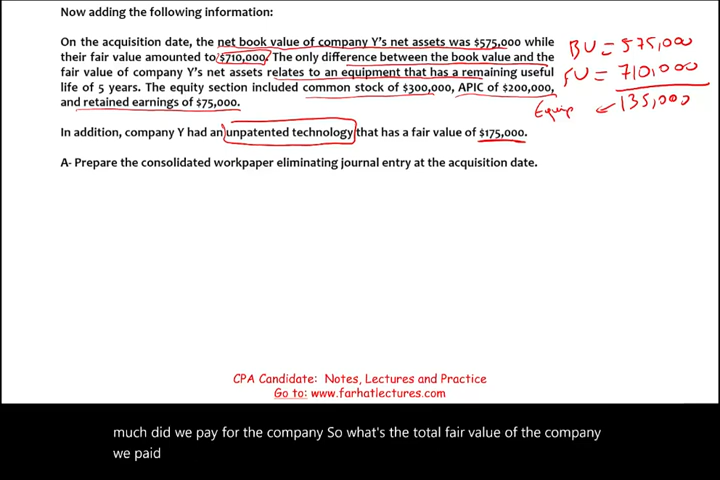 Now adding the following information:
On the acquisition date, the net book value of company Y's net assets was $575,000 while
their fair value amounted to $710,000. The only difference between the book value and the
fair value of company Y's net assets relates to an equipment that has a remaining useful
life of 5 years. The equity section included common stock of $300,000, APIC of $200,000,
and retained earnings of $75,000.
BV = 575,000
FV = 710,000
Equip ← 135,000
In addition, company Y had an unpatented technology that has a fair value of $175,000.
A- Prepare the consolidated workpaper eliminating journal entry at the acquisition date.
CPA Candidate: Notes, Lectures and Practice
Go to: www.farhatlectures.com
much did we pay for the company So what's the total fair value of the company
we paid